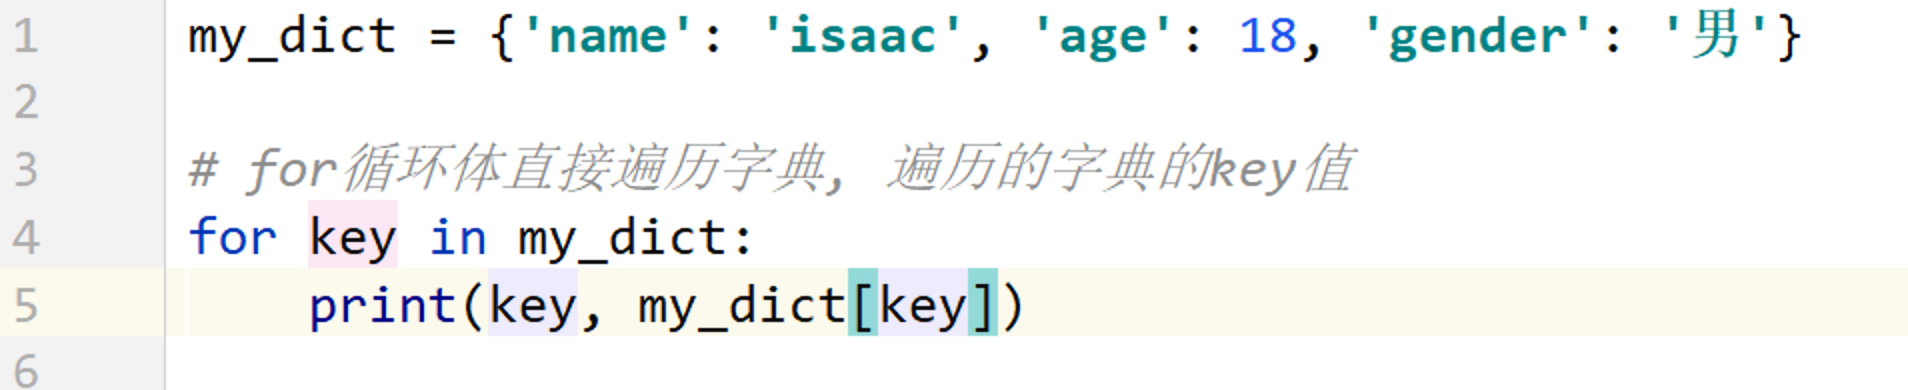 1 my_dict = {'name': 'isaac', 'age': 18, 'gender': '男'}
2
3 # for循环体直接遍历字典, 遍历的字典的key值
4 for key in my_dict:
5     print(key, my_dict[key])
6